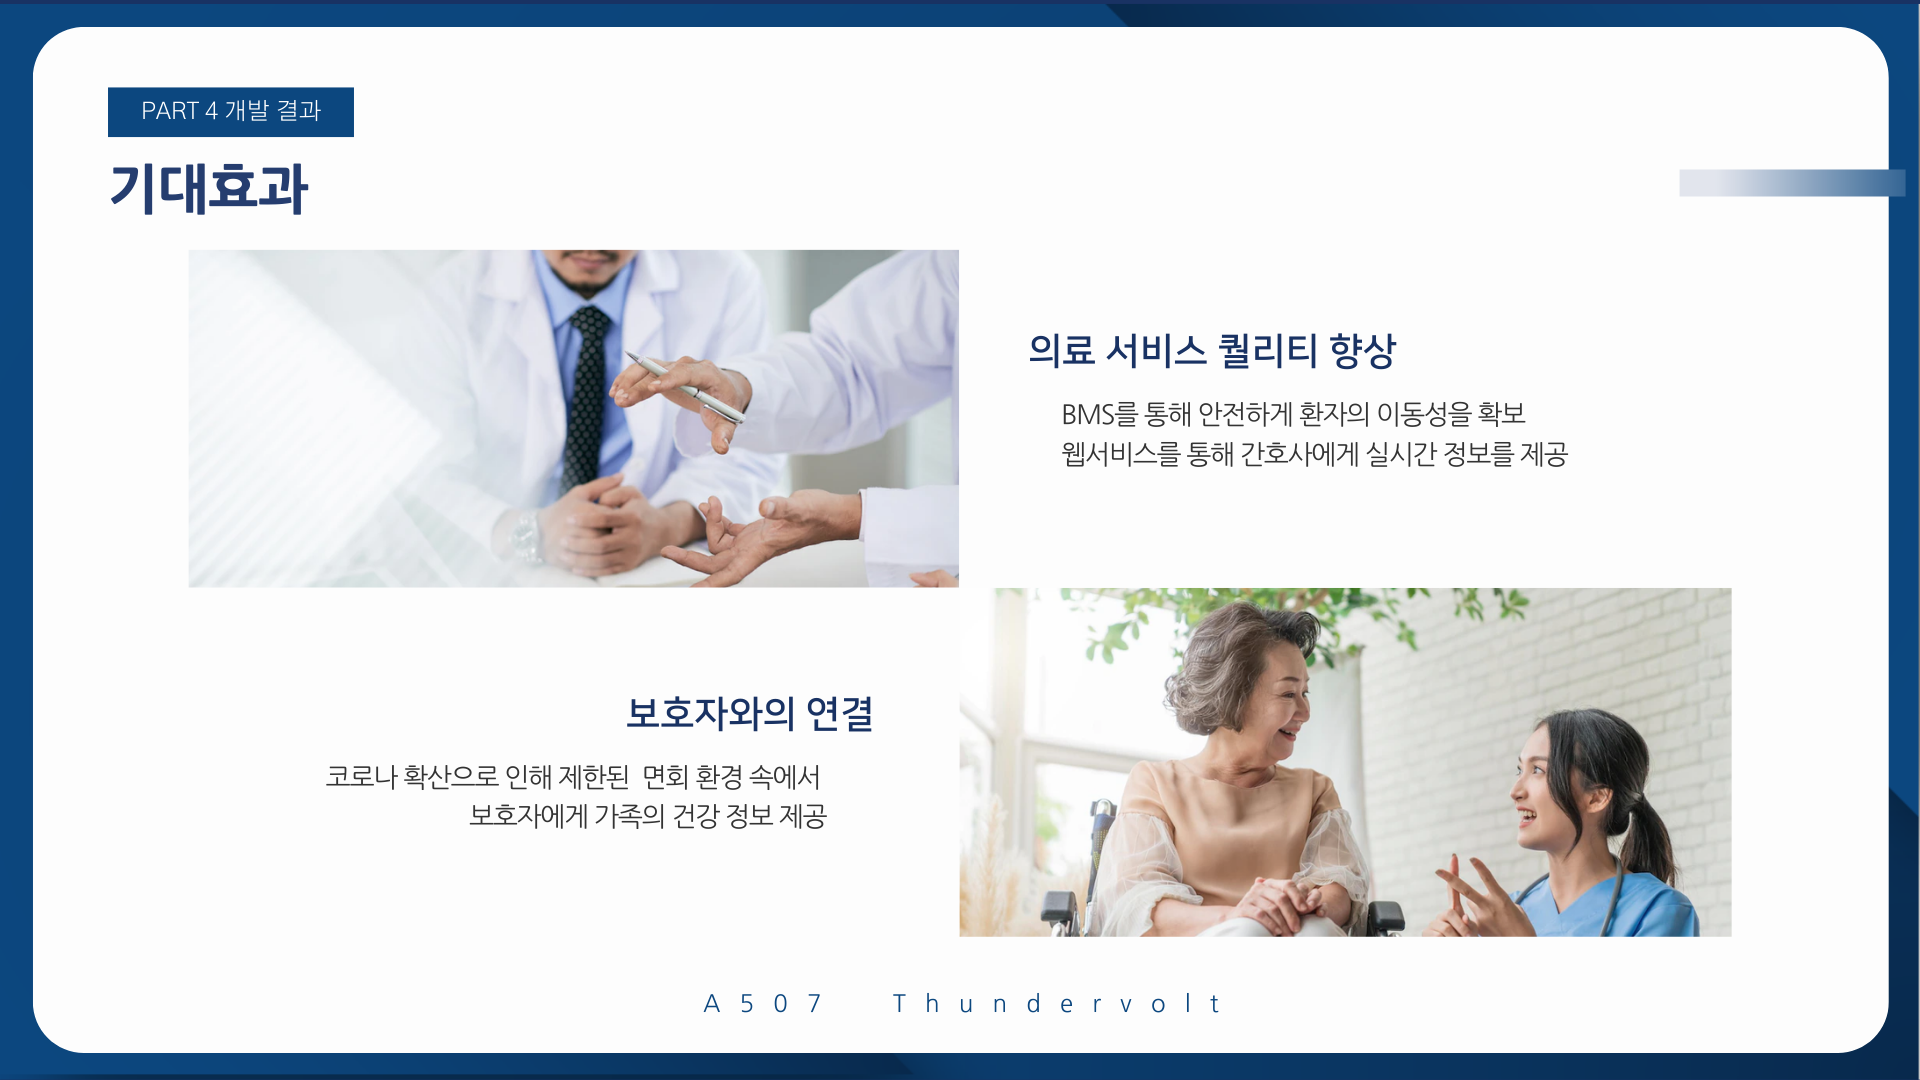 PART 4 개발 결과
기대효과
의료 서비스 퀄리티 향상
BMS를 통해 안전하게 환자의 이동성을 확보
웹서비스를 통해 간호사에게 실시간 정보를 제공
보호자와의 연결
코로나 확산으로 인해 제한된 면회 환경 속에서
보호자에게 가족의 건강 정보 제공
A507 Thundervolt